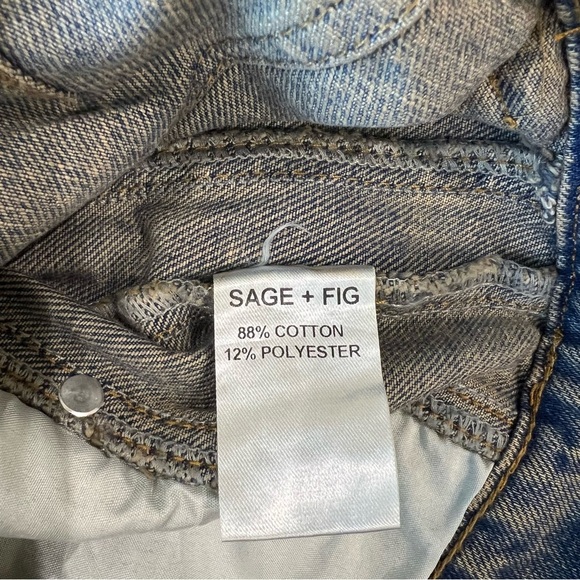 SAGE + FIG
88% COTTON
12% POLYESTER